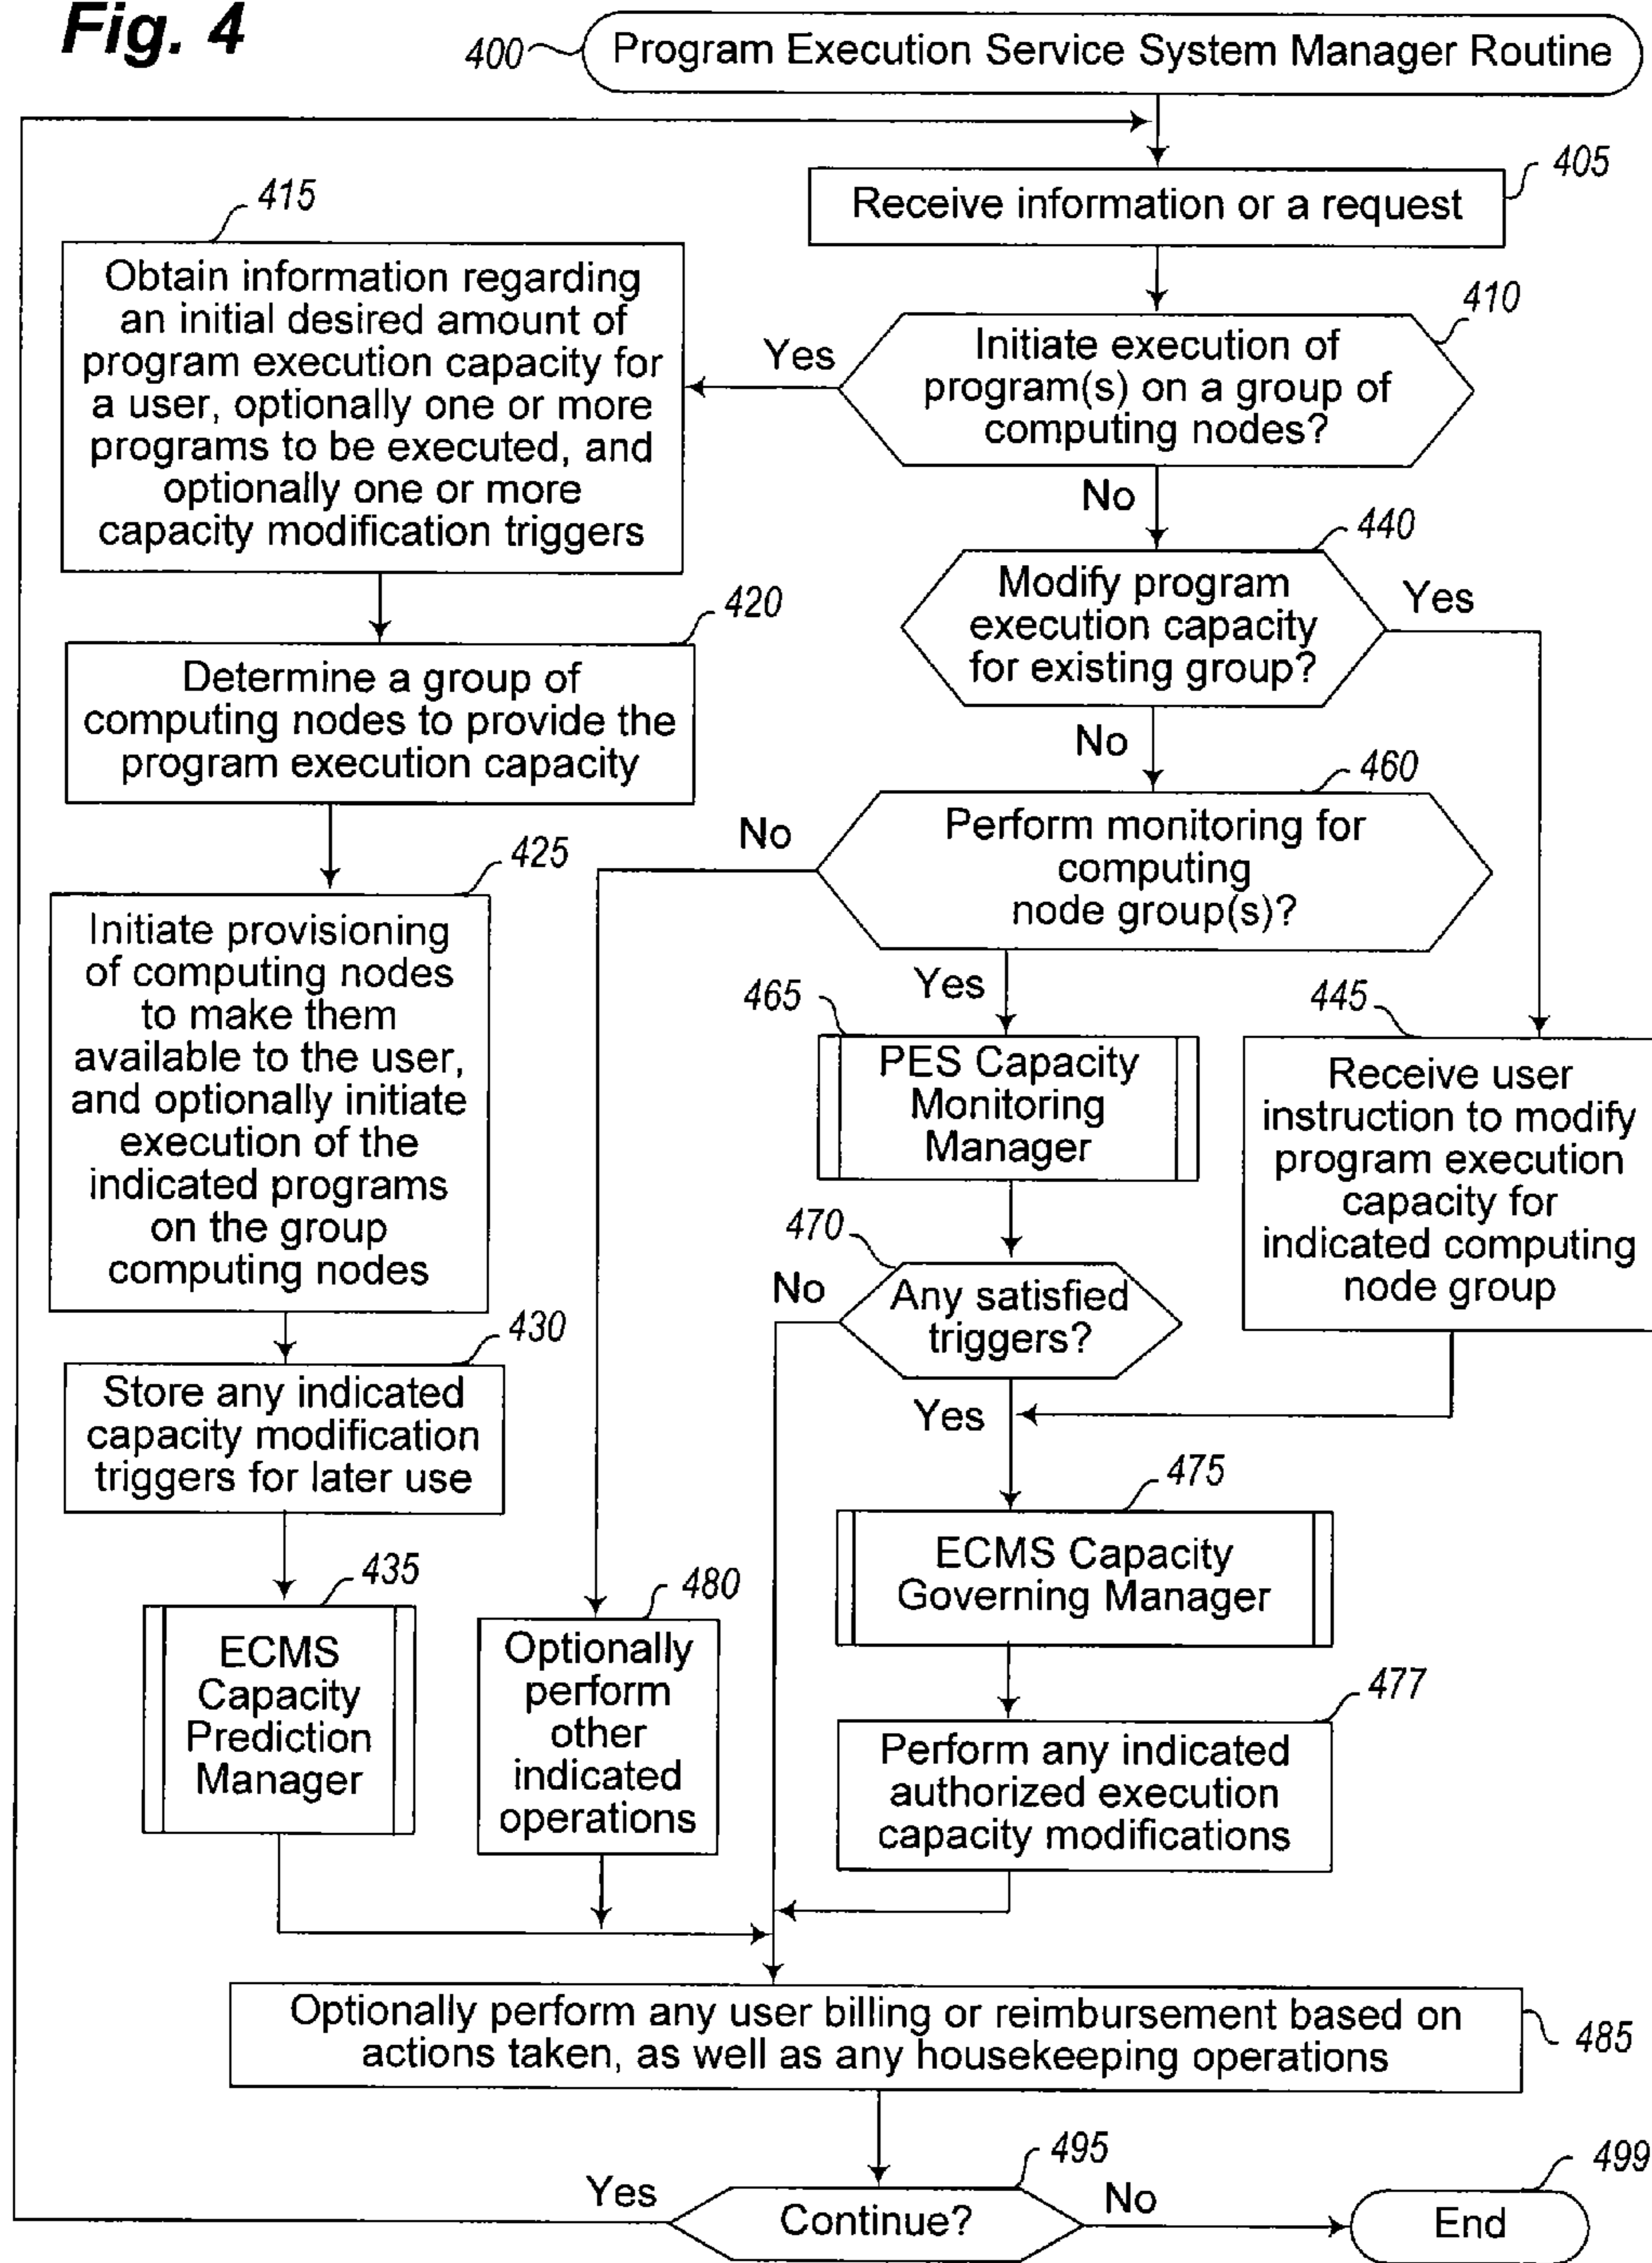 Fig. 4
400
Program Execution Service System Manager Routine
405
Receive information or a request
410
Initiate execution of
program(s) on a group of
computing nodes?
Yes
No
415
Obtain information regarding
an initial desired amount of
program execution capacity for
a user, optionally one or more
programs to be executed, and
optionally one or more
capacity modification triggers
420
Determine a group of
computing nodes to provide the
program execution capacity
425
Initiate provisioning
of computing nodes
to make them
available to the user,
and optionally initiate
execution of the
indicated programs
on the group
computing nodes
430
Store any indicated
capacity modification
triggers for later use
435
ECMS
Capacity
Prediction
Manager
440
Modify program
execution capacity
for existing group?
Yes
No
445
Receive user
instruction to modify
program execution
capacity for
indicated computing
node group
460
Perform monitoring for
computing
node group(s)?
No
Yes
465
PES Capacity
Monitoring
Manager
470
Any satisfied
triggers?
No
Yes
475
ECMS Capacity
Governing Manager
477
Perform any indicated
authorized execution
capacity modifications
480
Optionally
perform
other
indicated
operations
485
Optionally perform any user billing or reimbursement based on
actions taken, as well as any housekeeping operations
495
Continue?
Yes
No
499
End